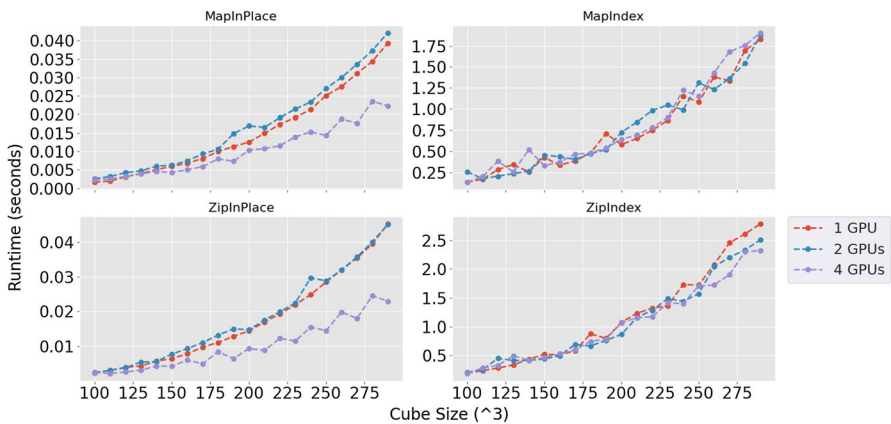 MapInPlace
MapIndex
0.040
0.035
0.030
0.025
0.020
0.015
0.010
0.005
0.000
1.75
1.50
1.25
1.00
0.75
0.50
0.25
Runtime (seconds)
ZipInPlace
ZipIndex
0.04
0.03
0.02
0.01
2.5
2.0
1.5
1.0
0.5
1 GPU
2 GPUs
4 GPUs
100 125 150 175 200 225 250 275
100 125 150 175 200 225 250 275
Cube Size (^3)